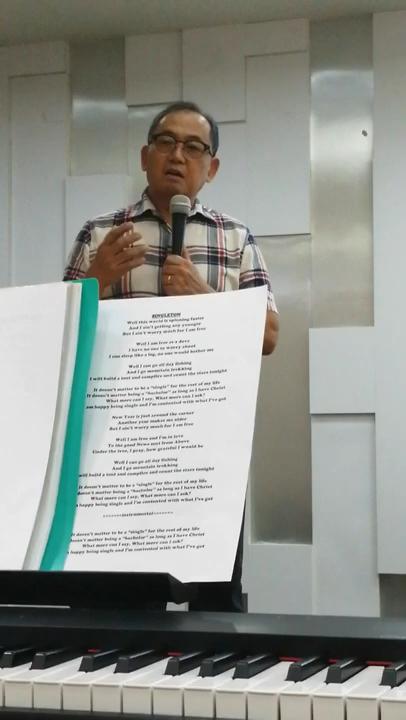 SINGLETON
Well this world is spinning faster
And I ain't getting any younger
But I ain't worry much for I am free
Well I am free as a dove
I have no one to worry about
I can sleep like a log, no one would bother me
Well I can go all day fishing
And I go mountain trekking
I will build a tent and campfire and count the stars tonight
It doesn't matter to be a "single" for the rest of my life
It doesn't matter being a "bachelor" as long as I have Christ
What more can I say, What more can I ask?
am happy being single and I'm contented with what I've got
New Year is just around the corner
Another year makes me older
But I ain't worry much for I am free
Well I am free and I'm in love
To the good News sent from Above
Under the tree, I pray, how grateful I would be
Well I can go all day fishing
And I go mountain trekking
will build a tent and campfire and count the stars tonight
It doesn't matter to be a "single" for the rest of my life
doesn't matter being a "bachelor" as long as I have Christ
What more can I say, What more can I ask?
happy being single and I'm contented with what I've got
~~~~~~instrumental~~~~~~
It doesn't matter to be a "single" for the rest of my life
doesn't matter being a "bachelor" as long as I have Christ
What more can I say, What more can I ask?
happy being single and I'm contented with what I've got